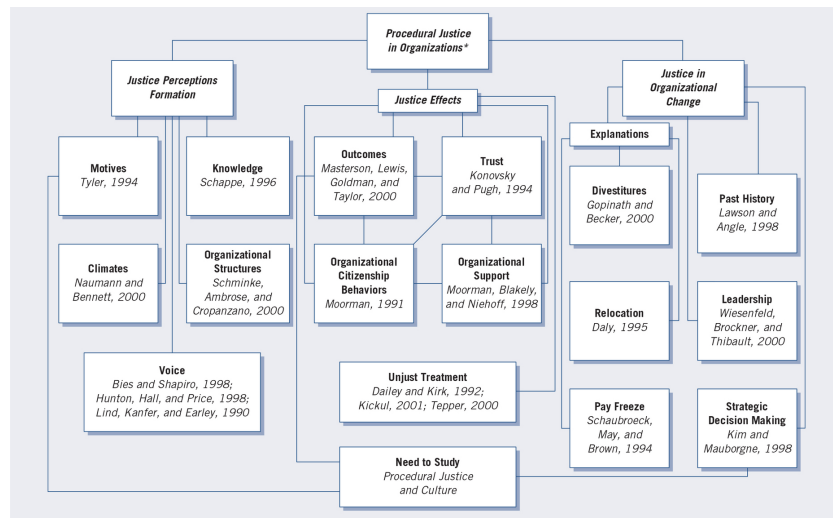 Procedural Justice
in Organizations*
Justice Perceptions
Formation
Motives
Tyler, 1994
Knowledge
Schappe, 1996
Climates
Naumann and
Bennett, 2000
Organizational
Structures
Schminke,
Ambrose, and
Cropanzano,
2000
Voice
Bies and Shapiro, 1998;
Hunton, Hall, and Price, 1998;
Lind, Kanfer, and Earley, 1990
Justice Effects
Outcomes
Masterson, Lewis,
Goldman, and
Taylor, 2000
Trust
Konovsky
and Pugh, 1994
Organizational
Citizenship
Behaviors
Moorman, 1991
Organizational
Support
Moorman, Blakely,
and Niehoff, 1998
Unjust Treatment
Dailey and Kirk, 1992;
Kickul, 2001; Tepper, 2000
Need to Study
Procedural Justice
and Culture
Justice in
Organizational
Change
Explanations
Divestitures
Gopinath and
Becker, 2000
Past History
Lawson and
Angle, 1998
Relocation
Daly, 1995
Leadership
Wiesenfeld,
Brockner, and
Thibault, 2000
Pay Freeze
Schaubroeck,
May, and
Brown, 1994
Strategic
Decision Making
Kim and
Mauborgne, 1998